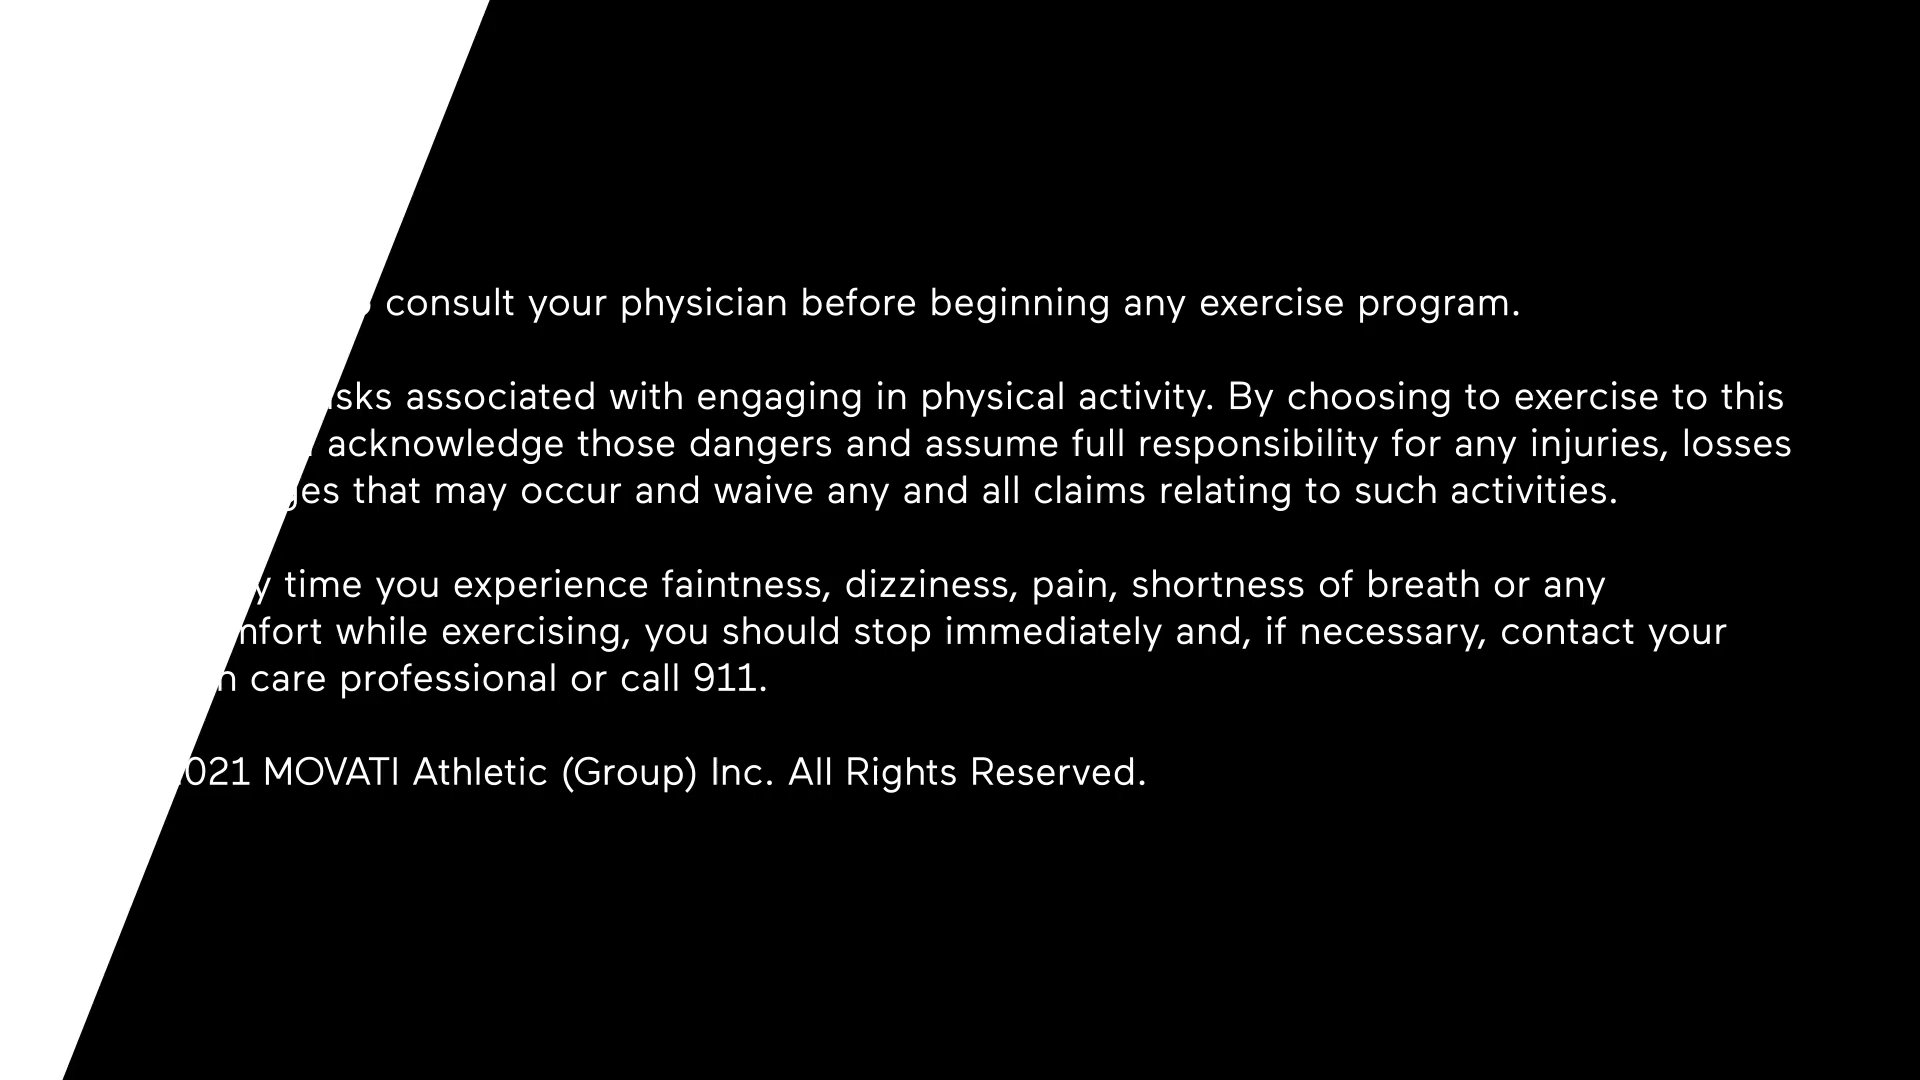 consult your physician before beginning any exercise program.
associated with engaging in physical activity. By choosing to exercise to this
acknowledge those dangers and assume full responsibility for any injuries, losses
that may occur and waive any and all claims relating to such activities.
time you experience faintness, dizziness, pain, shortness of breath or any
while exercising, you should stop immediately and, if necessary, contact your
care professional or call 911.
MOVATI Athletic (Group) Inc. All Rights Reserved.